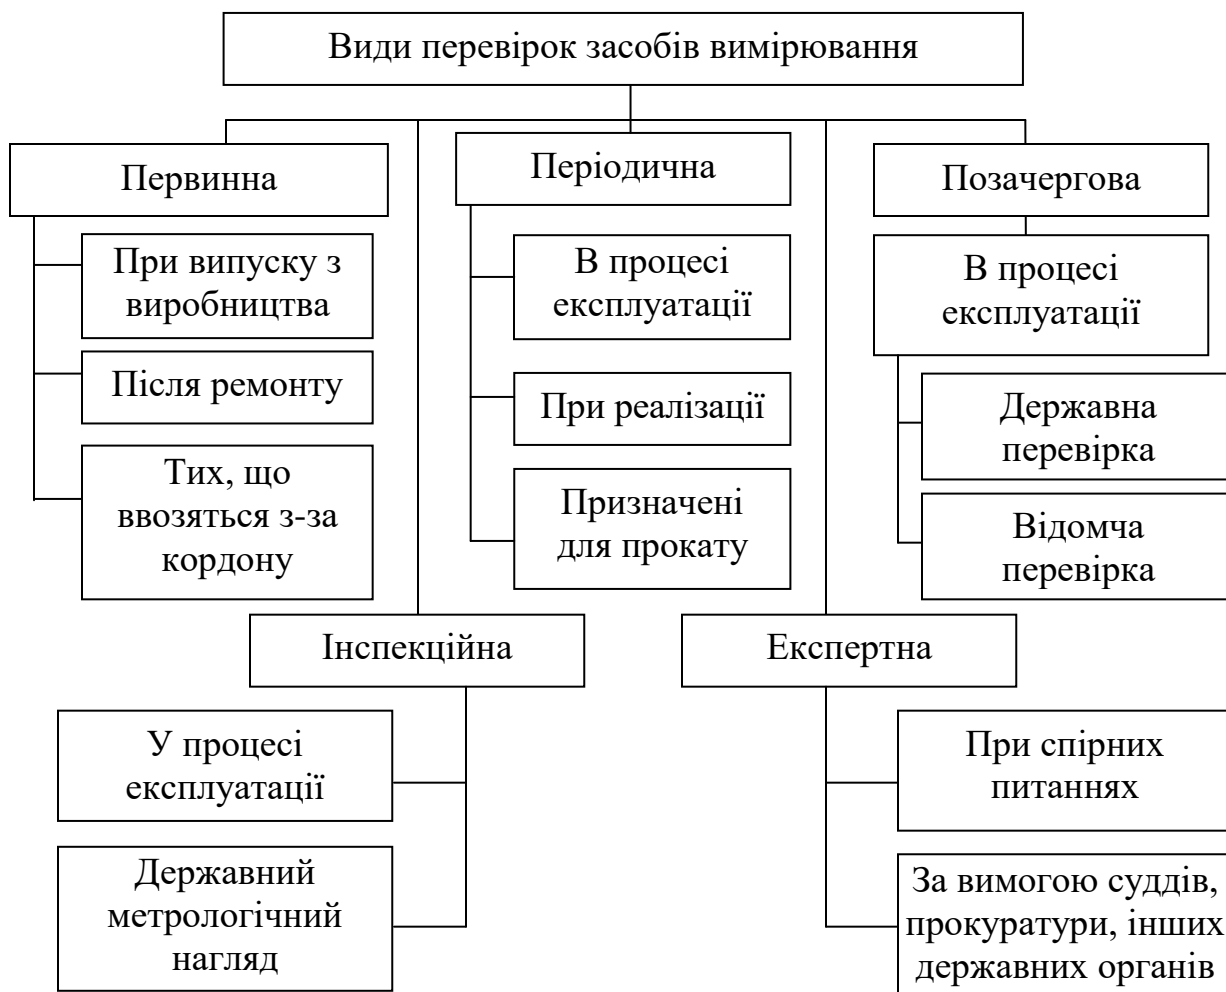 Види перевірок засобів вимірювання
Первинна
При випуску з
виробництва
Після ремонту
Тих, що
ввозяться з-за
кордону
Періодична
В процесі
експлуатації
При реалізації
Призначені
для прокату
Позачергова
В процесі
експлуатації
Державна
перевірка
Відомча
перевірка
Інспекційна
У процесі
експлуатації
Державний
метрологічний
нагляд
Експертна
При спірних
питаннях
За вимогою суддів,
прокуратури, інших
державних органів